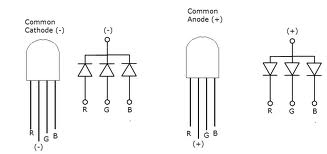 Common
Cathode (-)
(-)
R G B
R
(-)
G
B
Common
Anode (+)
(+)
R G B
R
(+)
G
B